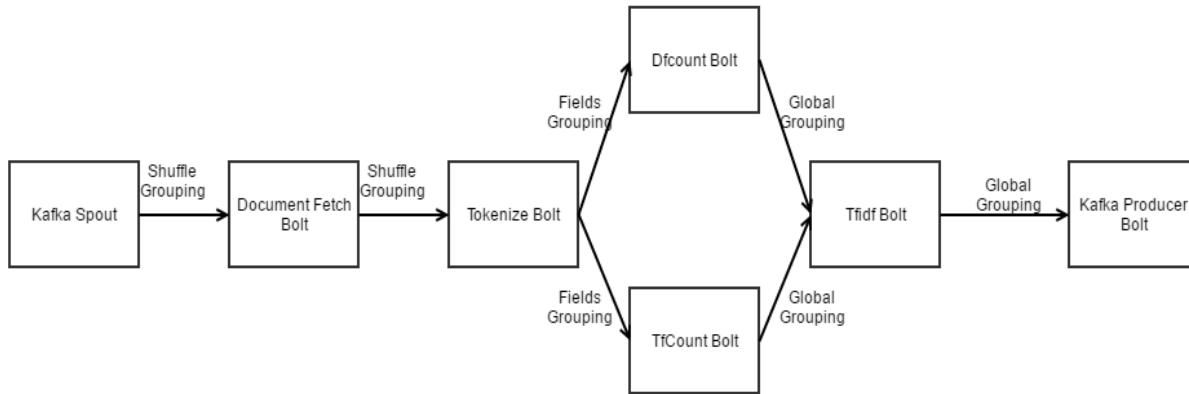 Dfcount Bolt
Fields
Grouping
Global
Grouping
Shuffle
Grouping
Shuffle
Grouping
Global
Grouping
Kafka Spout
Document Fetch
Bolt
Tokenize Bolt
Tfidf Bolt
Kafka Producer
Bolt
Fields
Grouping
Global
Grouping
TfCount Bolt